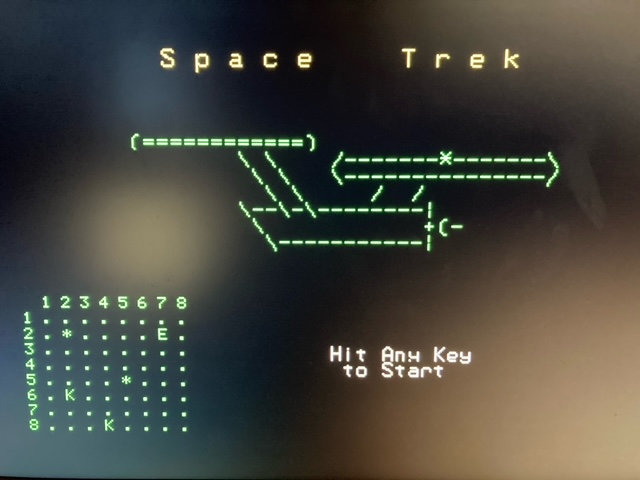 Space Trek
1 2 3 4 5 6 7 8
1 . . . . . . . .
2 . * . . . . E .
3 . . . . . . . .
4 . . . . . . . .
5 . . . . * . . .
6 . K . . . . . .
7 . . . . . . . .
8 . . . K . . . .
Hit Any Key
to Start